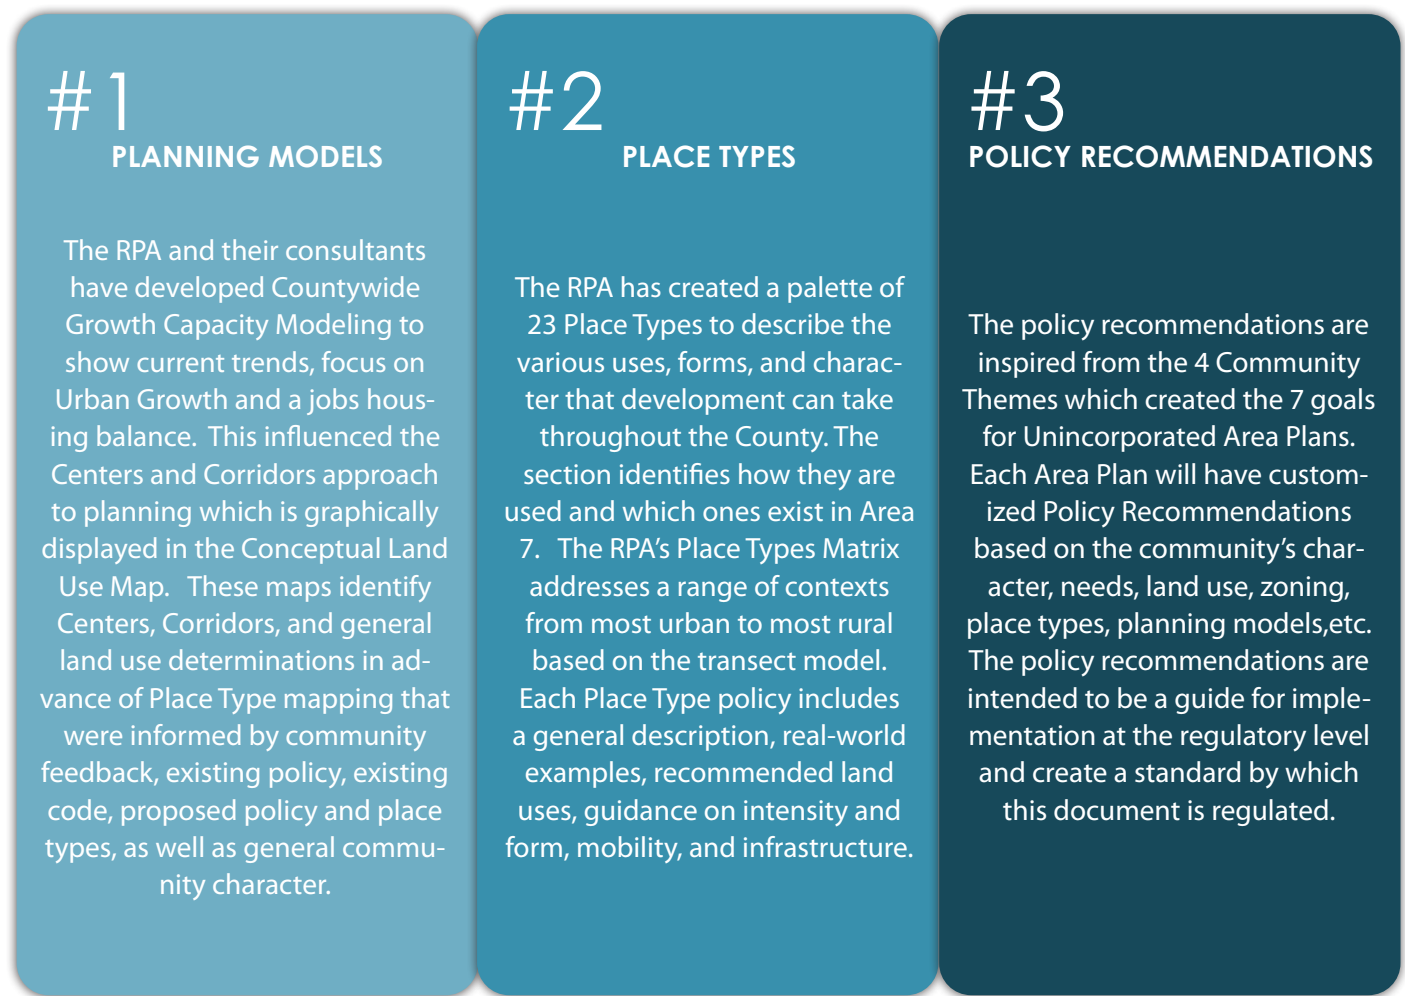 #1
PLANNING MODELS
The RPA and their consultants
have developed Countywide
Growth Capacity Modeling to
show current trends, focus on
Urban Growth and a jobs hous-
ing balance.  This influenced the
Centers and Corridors approach
to planning which is graphically
displayed in the Conceptual Land
Use Map.   These maps identify
Centers, Corridors, and general
land use determinations in ad-
vance of Place Type mapping that
were informed by community
feedback, existing policy, existing
code, proposed policy and place
types, as well as general commu-
nity character.
#2
PLACE TYPES
The RPA has created a palette of
23 Place Types to describe the
various uses, forms, and charac-
ter that development can take
throughout the County. The
section identifies how they are
used and which ones exist in Area
7.   The RPA’s Place Types Matrix
addresses a range of contexts
from most urban to most rural
based on the transect model.
Each Place Type policy includes
a general description, real-world
examples, recommended land
uses, guidance on intensity and
form, mobility, and infrastructure.
#3
POLICY RECOMMENDATIONS
The policy recommendations are
inspired from the 4 Community
Themes which created the 7 goals
for Unincorporated Area Plans.
Each Area Plan will have custom-
ized Policy Recommendations
based on the community’s char-
acter, needs, land use, zoning,
place types, planning models,etc.
The policy recommendations are
intended to be a guide for imple-
mentation at the regulatory level
and create a standard by which
this document is regulated.